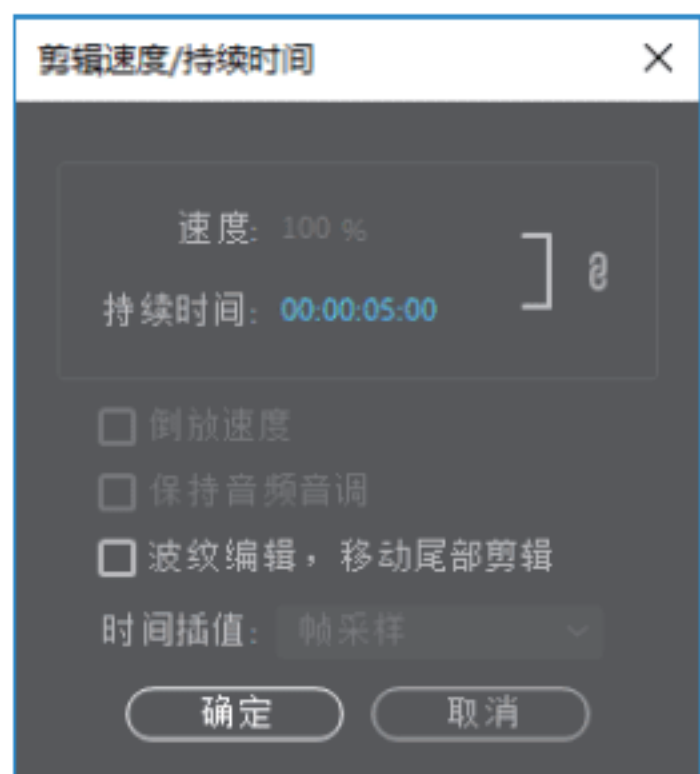 剪辑速度/持续时间
速度: 100 %
持续时间: 00:00:05:00
倒放速度
保持音频音调
波纹编辑，移动尾部剪辑
时间插值: 帧采样
确定 取消